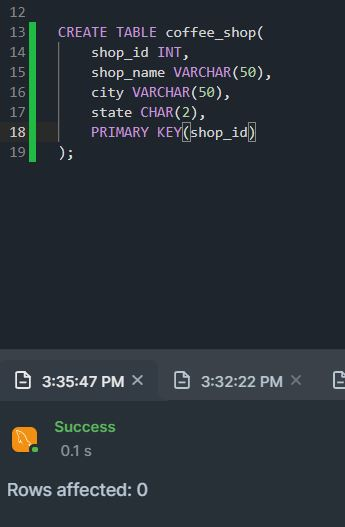 12
13 CREATE TABLE coffee_shop(
14 shop_id INT,
15 shop_name VARCHAR(50),
16 city VARCHAR(50),
17 state CHAR(2),
18 PRIMARY KEY(shop_id)
19 );
3:35:47 PM 3:32:22 PM
Success
0.1 s
Rows affected: 0